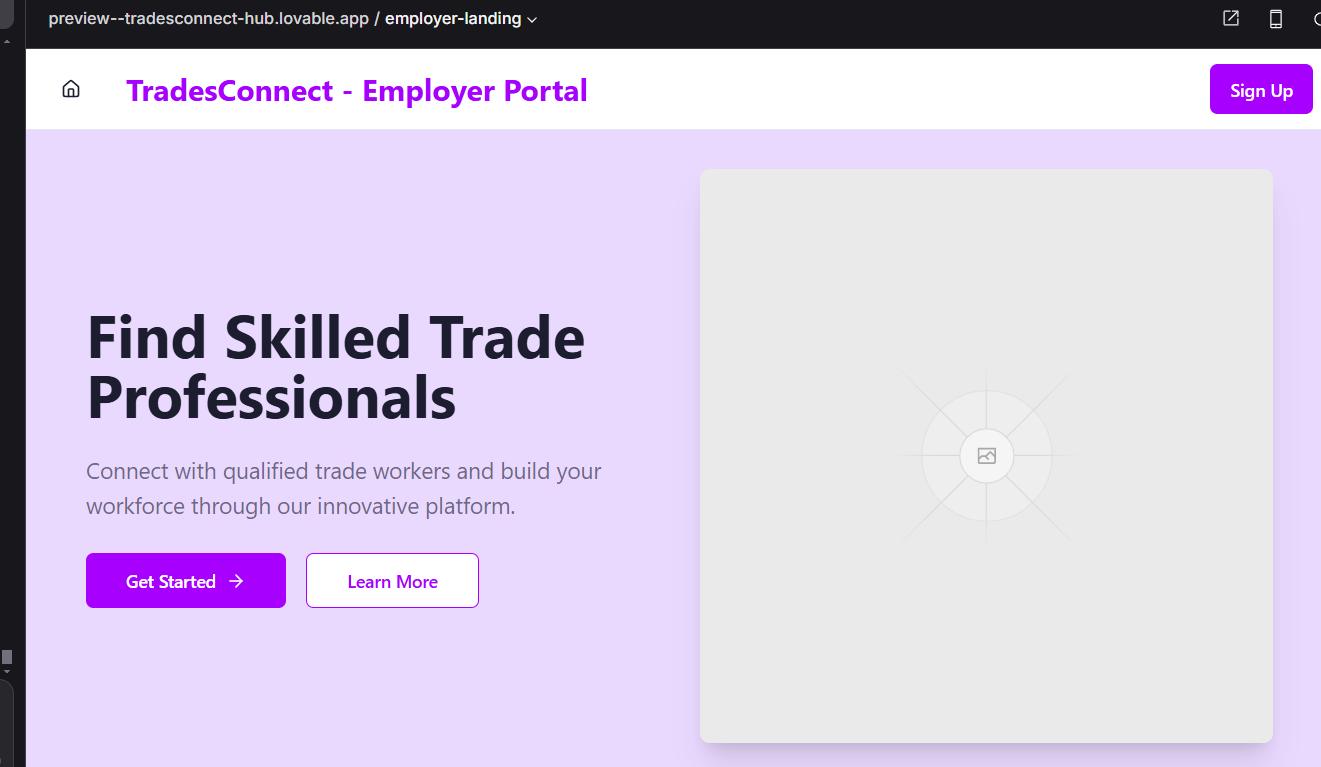 preview--tradesconnect-hub.lovable.app / employer-landing
TradesConnect - Employer Portal
Sign Up
Find Skilled Trade
Professionals
Connect with qualified trade workers and build your
workforce through our innovative platform.
Get Started
Learn More